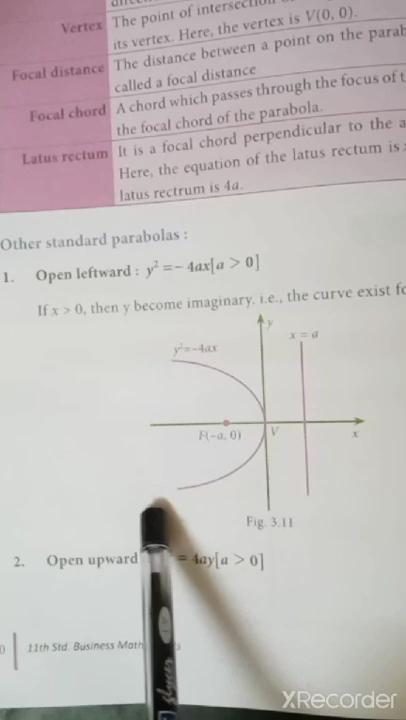 Vertex The point of intersection
its vertex. Here, the vertex is V(0, 0).
Focal distance The distance between a point on the parab
called a focal distance
Focal chord A chord which passes through the focus of t
the focal chord of the parabola.
Latus rectum It is a focal chord perpendicular to the a
Here, the equation of the latus rectum is
latus rectrum is 4a.
Other standard parabolas :
1. Open leftward : y² = – 4ax[a > 0]
If x > 0, then y become imaginary. i.e., the curve exist fo
y
x = a
y²=–4ax
F(–a, 0)
V
x
Fig. 3.11
2. Open upward = 4ay[a > 0]
0 11th Std. Business Math
XRecorder